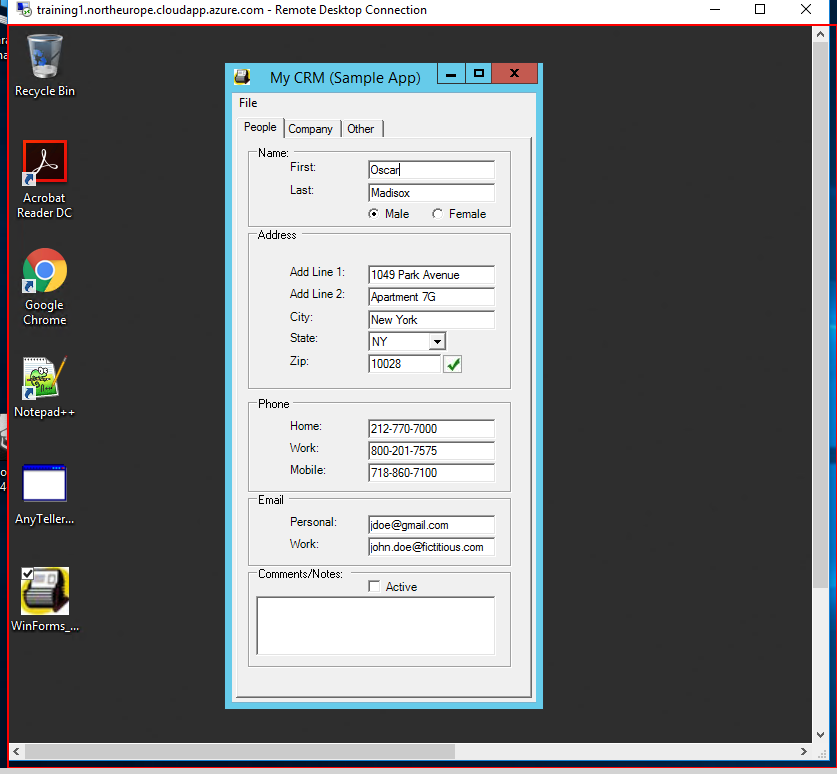 training1.northeurope.cloudapp.azure.com - Remote Desktop Connection
Recycle Bin
Acrobat
Reader DC
Google
Chrome
Notepad++
AnyTeller...
WinForms_...
My CRM (Sample App)
File
People Company Other
Name:
First: Oscar
Last: Madisox
Male Female
Address
Add Line 1: 1049 Park Avenue
Add Line 2: Apartment 7G
City: New York
State: NY
Zip: 10028
Phone
Home: 212-770-7000
Work: 800-201-7575
Mobile: 718-860-7100
Email
Personal: jdoe@gmail.com
Work: john.doe@fictitious.com
Comments/Notes:
Active